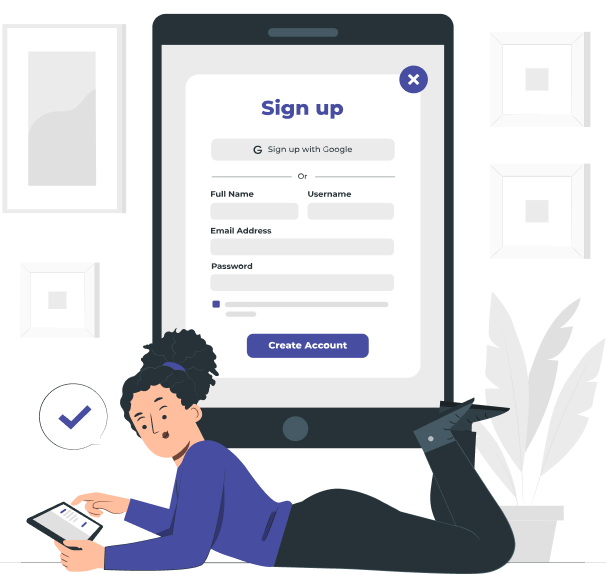 Sign up
G Sign up with Google
Or
Full Name Username
Email Address
Password
Create Account